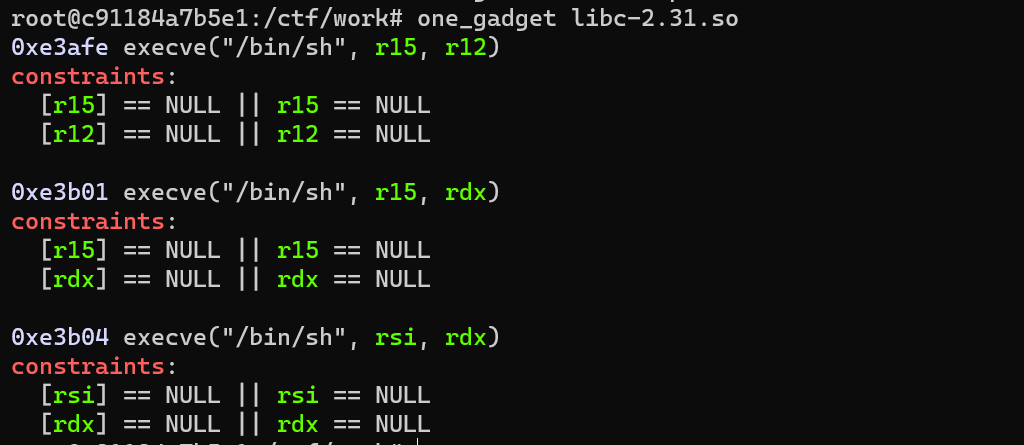 root@c91184a7b5e1:/ctf/work# one_gadget libc-2.31.so
0xe3afe execve("/bin/sh", r15, r12)
constraints:
  [r15] == NULL || r15 == NULL
  [r12] == NULL || r12 == NULL

0xe3b01 execve("/bin/sh", r15, rdx)
constraints:
  [r15] == NULL || r15 == NULL
  [rdx] == NULL || rdx == NULL

0xe3b04 execve("/bin/sh", rsi, rdx)
constraints:
  [rsi] == NULL || rsi == NULL
  [rdx] == NULL || rdx == NULL